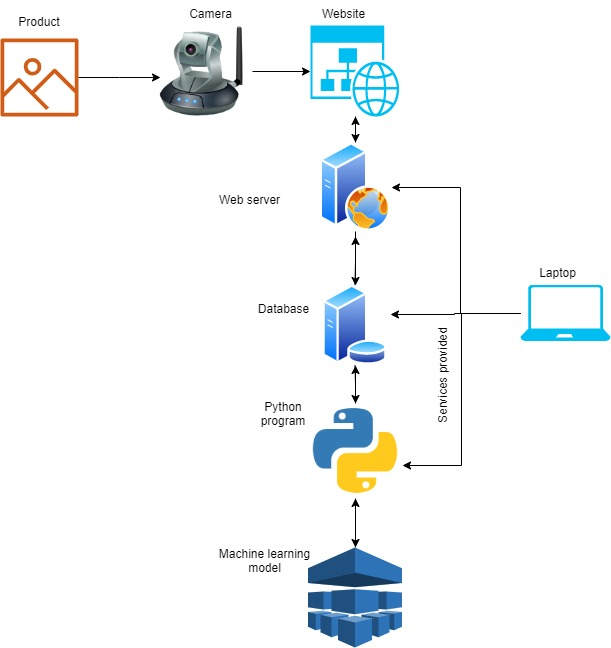 Product
Camera
Website
Web server
Laptop
Database
Services provided
Python
program
Machine learning
model